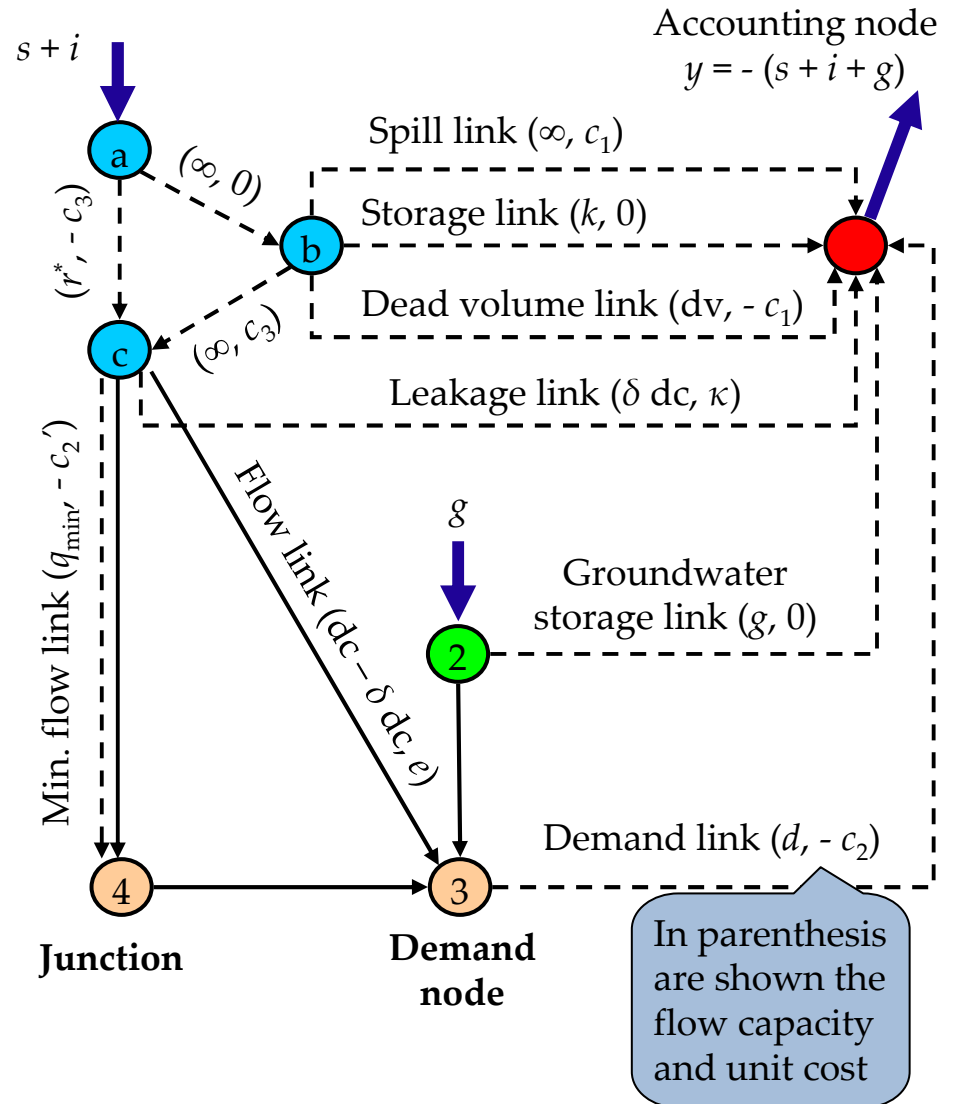 s + i
Accounting node
y = - (s + i + g)
a
(∞, 0)
Spill link (∞, c₁)
Storage link (k, 0)
(r*, - c₃)
b
Dead volume link (dv, - c₁)
(∞, c₃)
c
Leakage link (δ dc, κ)
Min. flow link (qₘᵢₙ, - c₂´)
Flow link (dc – δ dc, e)
g
Groundwater
storage link (g, 0)
2
Demand link (d, - c₂)
4
3
Junction
Demand
node
In parenthesis
are shown the
flow capacity
and unit cost